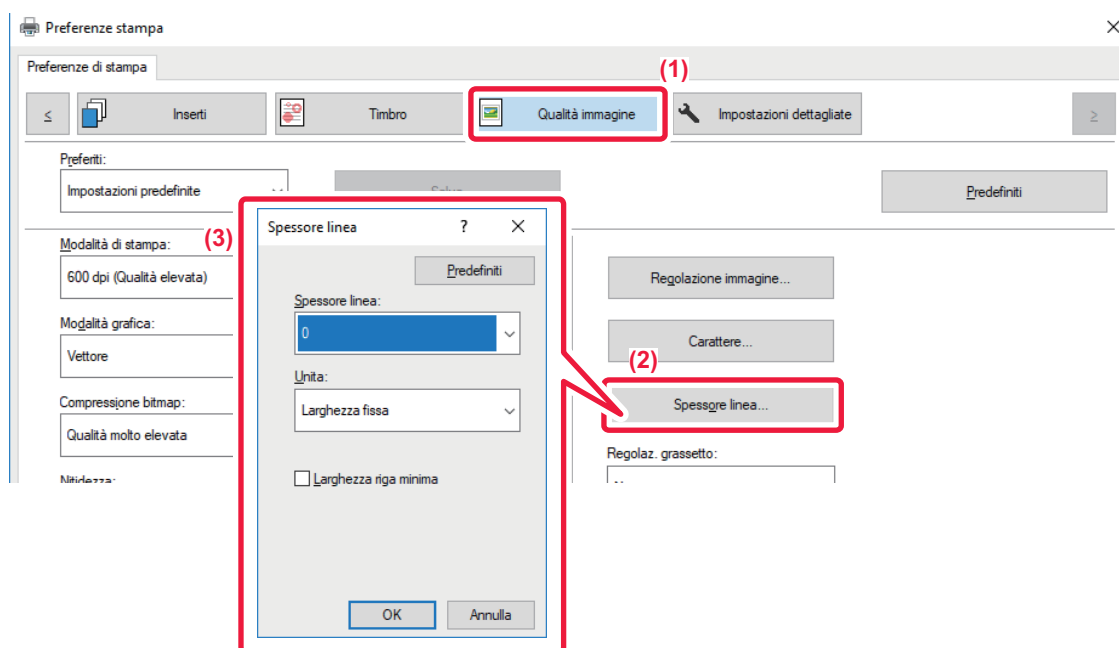 Preferenze stampa
Preferenze di stampa
(1)
Inserti
Timbro
Qualità immagine
Impostazioni dettagliate
Preferiti:
Impostazioni predefinite
Predefiniti
(3)
Spessore linea
?
Modalità di stampa:
600 dpi (Qualità elevata)
Predefiniti
Regolazione immagine...
Spessore linea:
0
Modalità grafica:
Vettore
Carattere...
(2)
Unita:
Larghezza fissa
Compressione bitmap:
Qualità molto elevata
Spessore linea...
Regolaz. grassetto:
Larghezza riga minima
OK
Annulla